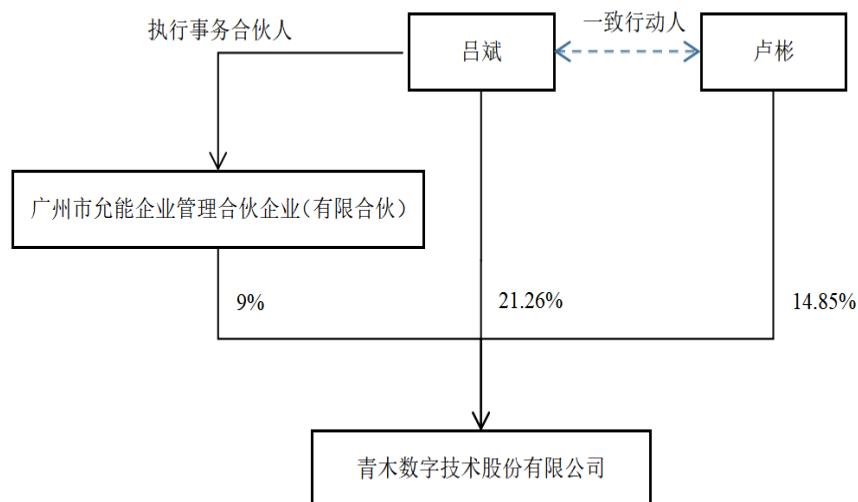 执行事务合伙人
吕斌
一致行动人
卢彬
广州市允能企业管理合伙企业（有限合伙）
9%
21.26%
14.85%
青木数字技术股份有限公司